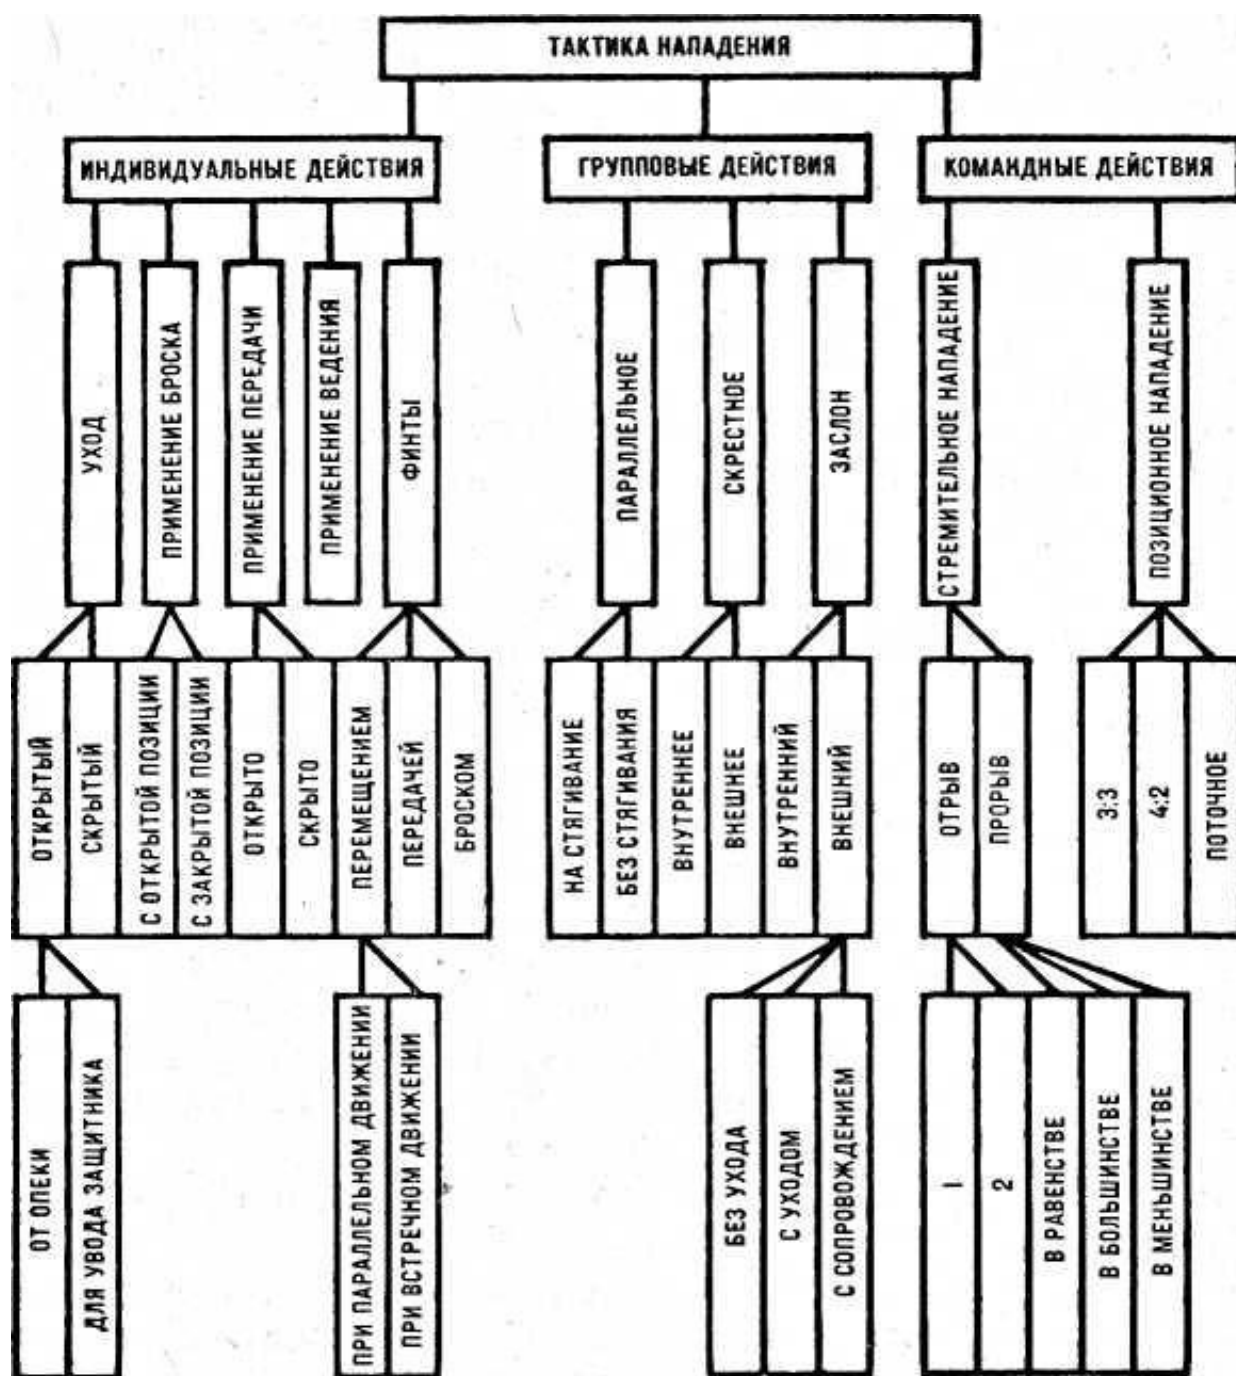 ТАКТИКА НАПАДЕНИЯ
ИНДИВИДУАЛЬНЫЕ ДЕЙСТВИЯ
ГРУППОВЫЕ ДЕЙСТВИЯ
КОМАНДНЫЕ ДЕЙСТВИЯ
УХОД
ПРИМЕНЕНИЕ БРОСКА
ПРИМЕНЕНИЕ ПЕРЕДАЧИ
ПРИМЕНЕНИЕ ВЕДЕНИЯ
ФИНТЫ
ПАРАЛЛЕЛЬНОЕ
СКРЕСТНОЕ
ЗАСЛОН
СТРЕМИТЕЛЬНОЕ НАПАДЕНИЕ
ПОЗИЦИОННОЕ НАПАДЕНИЕ
ОТКРЫТЫЙ
СКРЫТЫЙ
С ОТКРЫТОЙ ПОЗИЦИИ
С ЗАКРЫТОЙ ПОЗИЦИИ
ОТКРЫТО
СКРЫТО
ПЕРЕМЕЩЕНИЕМ
ПЕРЕДАЧЕЙ
БРОСКОМ
НА СТЯГИВАНИЕ
БЕЗ СТЯГИВАНИЯ
ВНУТРЕННЕЕ
ВНЕШНЕЕ
ВНУТРЕННИЙ
ВНЕШНИЙ
ОТРЫВ
ПРОРЫВ
3:3
4:2
ПОТОЧНОЕ
ОТ ОПЕКИ
ДЛЯ УВОДА ЗАЩИТНИКА
ПРИ ПАРАЛЛЕЛЬНОМ ДВИЖЕНИИ
ПРИ ВСТРЕЧНОМ ДВИЖЕНИИ
БЕЗ УХОДА
С УХОДОМ
С СОПРОВОЖДЕНИЕМ
1
2
В РАВЕНСТВЕ
В БОЛЬШИНСТВЕ
В МЕНЬШИНСТВЕ